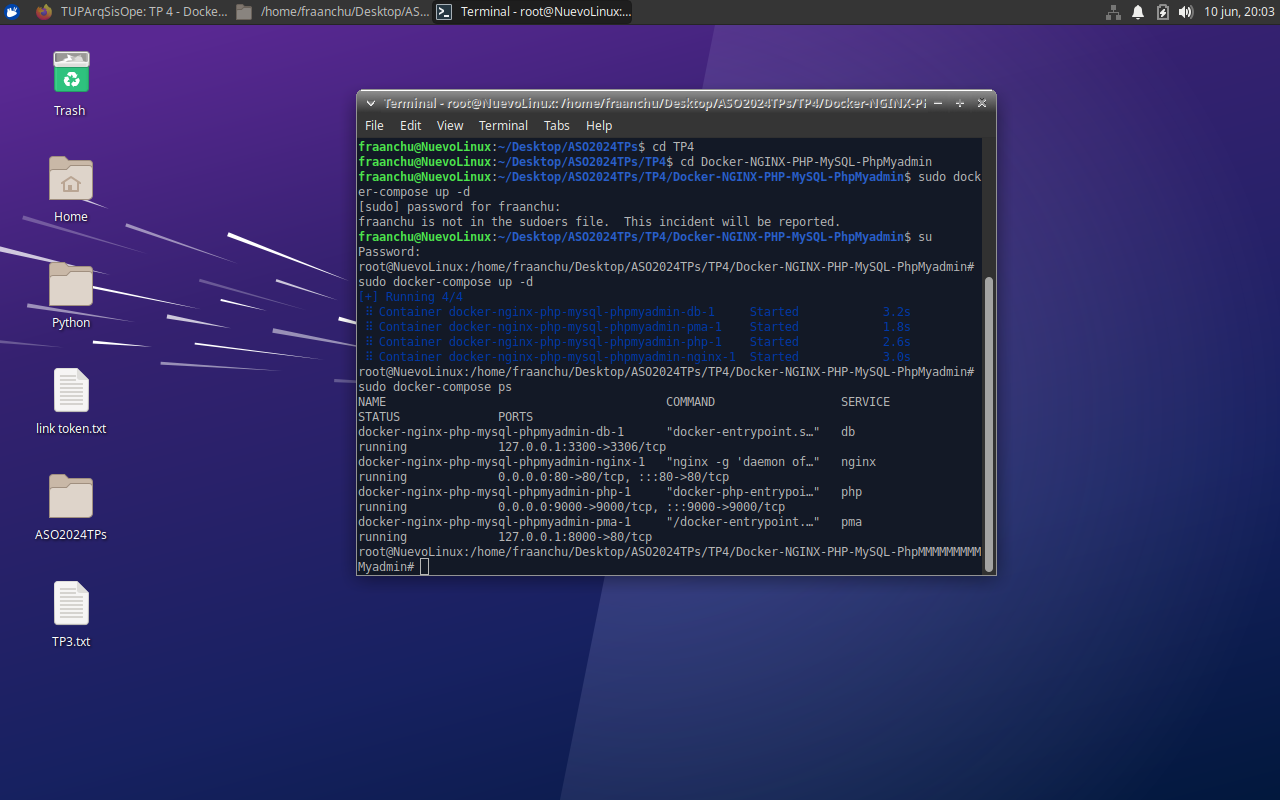 TUPArqSisOpe: TP 4 - Docke...
/home/fraanchu/Desktop/AS...
Terminal - root@NuevoLinux:...
10 jun, 20:03
Trash
Home
Python
link token.txt
ASO2024TPs
TP3.txt
Terminal - root@NuevoLinux: /home/fraanchu/Desktop/ASO2024TPs/TP4/Docker-NGINX-P
File Edit View Terminal Tabs Help
fraanchu@NuevoLinux:~/Desktop/ASO2024TPs$ cd TP4
fraanchu@NuevoLinux:~/Desktop/ASO2024TPs/TP4$ cd Docker-NGINX-PHP-MySQL-PhpMyadmin
fraanchu@NuevoLinux:~/Desktop/ASO2024TPs/TP4/Docker-NGINX-PHP-MySQL-PhpMyadmin$ sudo dock
er-compose up -d
[sudo] password for fraanchu:
fraanchu is not in the sudoers file.  This incident will be reported.
fraanchu@NuevoLinux:~/Desktop/ASO2024TPs/TP4/Docker-NGINX-PHP-MySQL-PhpMyadmin$ su
Password:
root@NuevoLinux:/home/fraanchu/Desktop/ASO2024TPs/TP4/Docker-NGINX-PHP-MySQL-PhpMyadmin#
sudo docker-compose up -d
[+] Running 4/4
⠿ Container docker-nginx-php-mysql-phpmyadmin-db-1 Started 3.2s
⠿ Container docker-nginx-php-mysql-phpmyadmin-pma-1 Started 1.8s
⠿ Container docker-nginx-php-mysql-phpmyadmin-php-1 Started 2.6s
⠿ Container docker-nginx-php-mysql-phpmyadmin-nginx-1 Started 3.0s
root@NuevoLinux:/home/fraanchu/Desktop/ASO2024TPs/TP4/Docker-NGINX-PHP-MySQL-PhpMyadmin#
sudo docker-compose ps
NAME COMMAND SERVICE
STATUS PORTS
docker-nginx-php-mysql-phpmyadmin-db-1 "docker-entrypoint.s…" db
running 127.0.0.1:3300->3306/tcp
docker-nginx-php-mysql-phpmyadmin-nginx-1 "nginx -g 'daemon of…" nginx
running 0.0.0.0:80->80/tcp, :::80->80/tcp
docker-nginx-php-mysql-phpmyadmin-php-1 "docker-php-entrypoi…" php
running 0.0.0.0:9000->9000/tcp, :::9000->9000/tcp
docker-nginx-php-mysql-phpmyadmin-pma-1 "/docker-entrypoint.…" pma
running 127.0.0.1:8000->80/tcp
root@NuevoLinux:/home/fraanchu/Desktop/ASO2024TPs/TP4/Docker-NGINX-PHP-MySQL-PhpMMMMMMMMM
Myadmin#